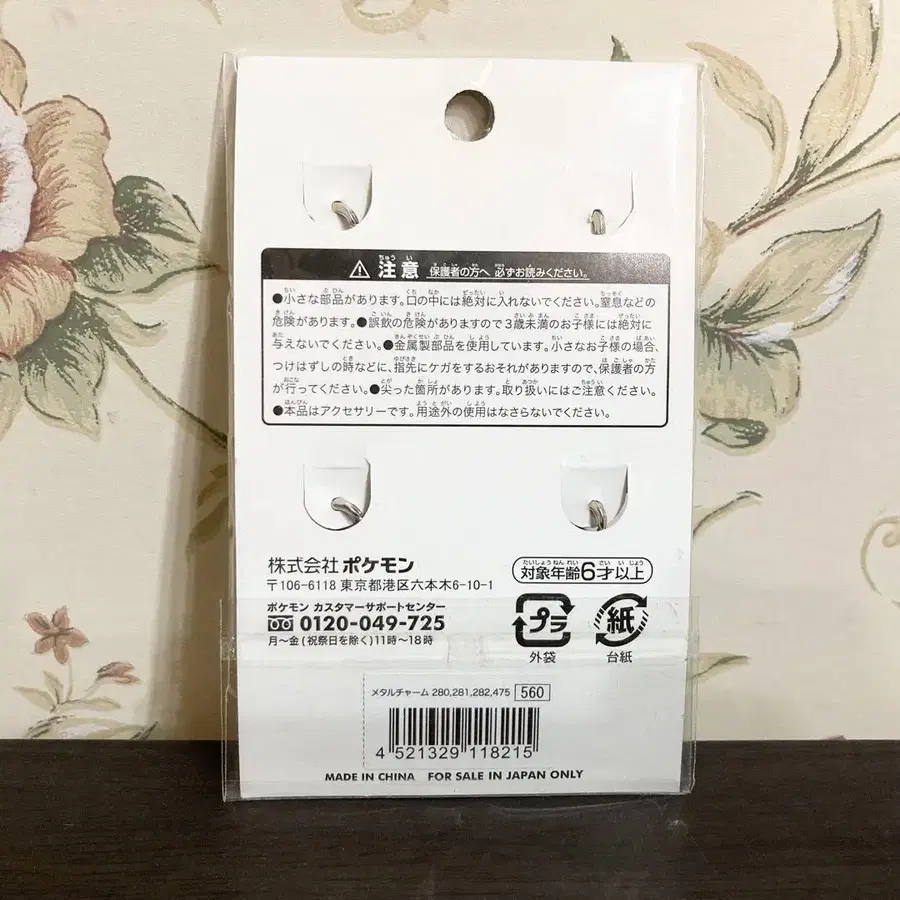 ⚠ 注意 保護者の方へ 必ずお読みください。
●小さな部品があります。口の中には絶対に入れないでください。窒息などの
危険があります。●誤飲の危険がありますので3歳未満のお子様には絶対に
与えないでください。●金属製部品を使用しています。小さなお子様の場合、
つけはずしの時などに、指先にケガをするおそれがありますので、保護者の方
が行ってください。●尖った箇所があります。取り扱いにはご注意ください。
●本品はアクセサリーです。用途外の使用はなさらないでください。
株式会社 ポケモン
〒106-6118 東京都港区六本木6-10-1
ポケモン カスタマーサポートセンター
0120-049-725
月〜金(祝祭日を除く)11時〜18時
対象年齢6才以上
プラ 紙
外袋 台紙
メタルチャーム 280,281,282,475 560
4 521329 118215
MADE IN CHINA FOR SALE IN JAPAN ONLY